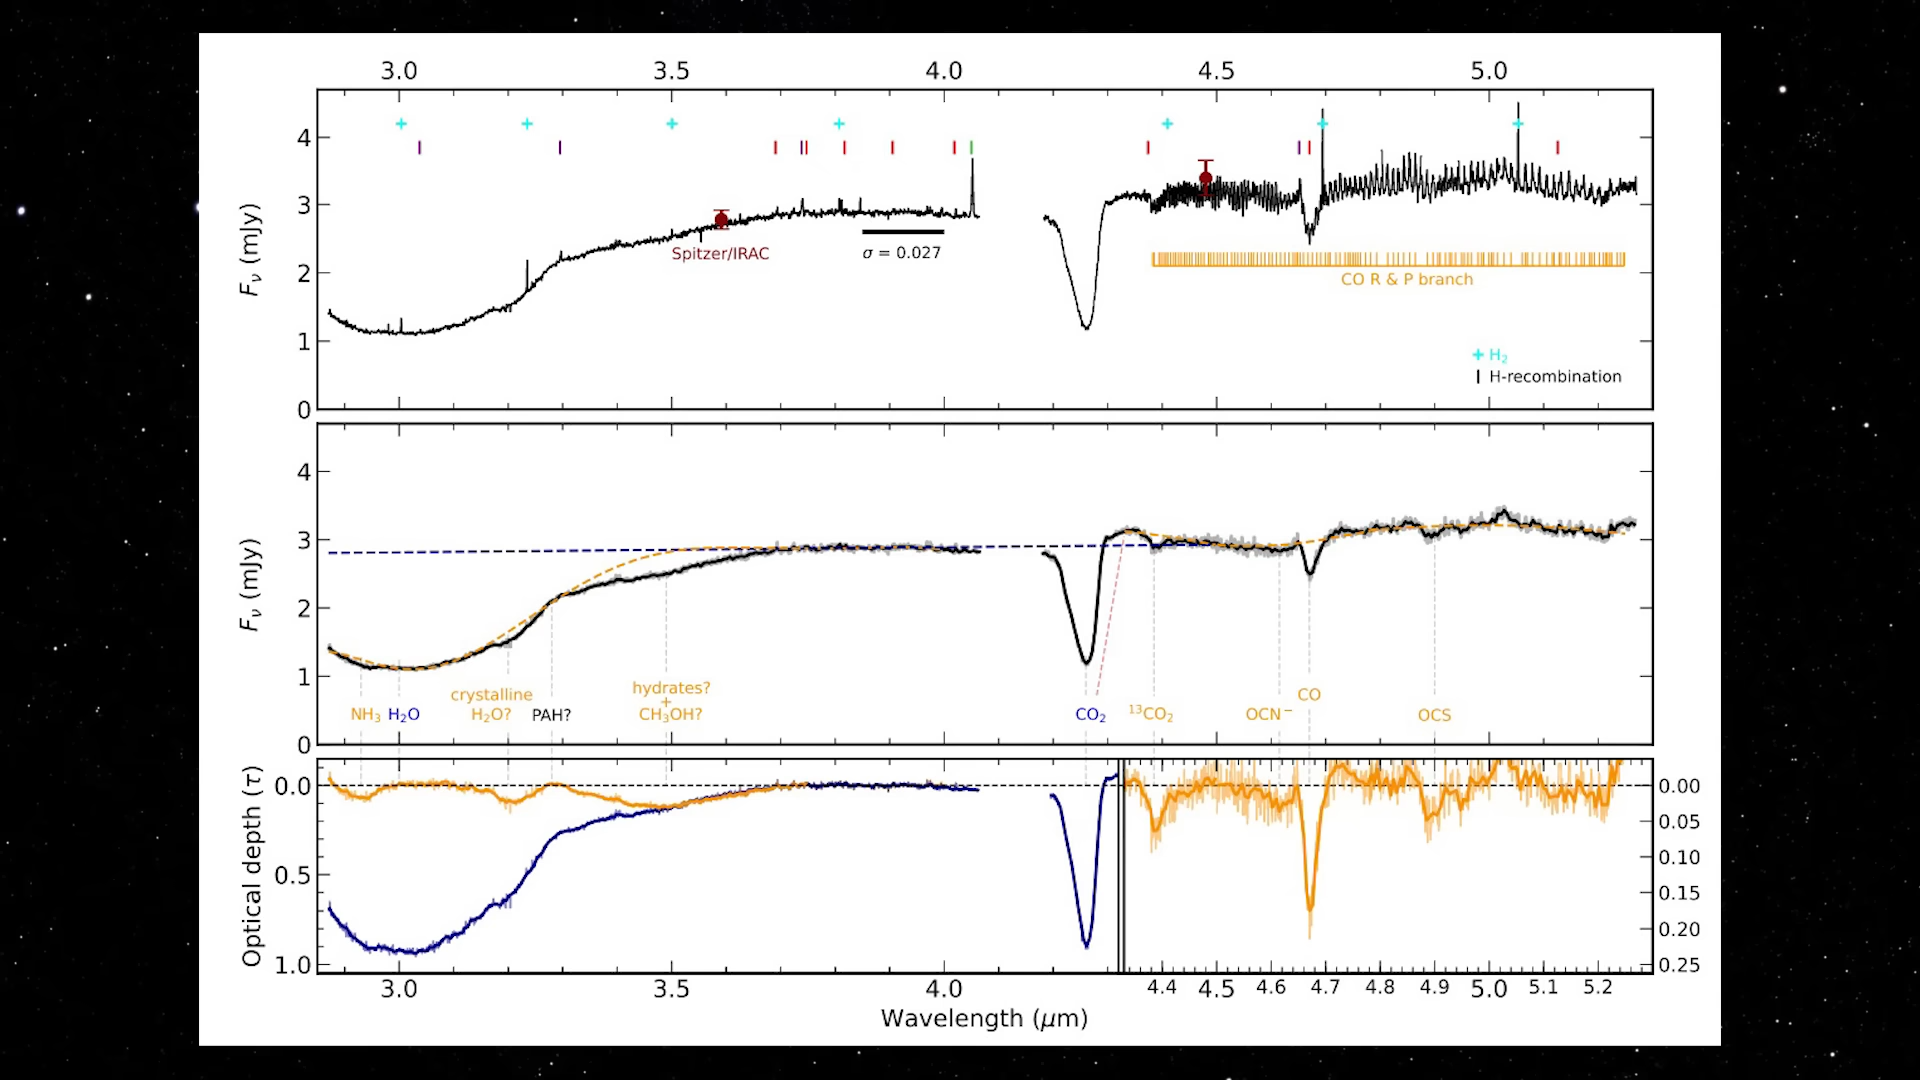 3.0 3.5 4.0 4.5 5.0
4
3
2
1
0
Fν (mJy)
Spitzer/IRAC
σ = 0.027
CO R & P branch
H₂
H-recombination
4
3
2
1
0
Fν (mJy)
NH₃
H₂O
crystalline
H₂O?
PAH?
hydrates?
+
CH₃OH?
CO₂
¹³CO₂
OCN⁻
CO
OCS
0.0
0.5
1.0
Optical depth (τ)
0.00
0.05
0.10
0.15
0.20
0.25
3.0 3.5 4.0 4.4 4.5 4.6 4.7 4.8 4.9 5.0 5.1 5.2
Wavelength (μm)